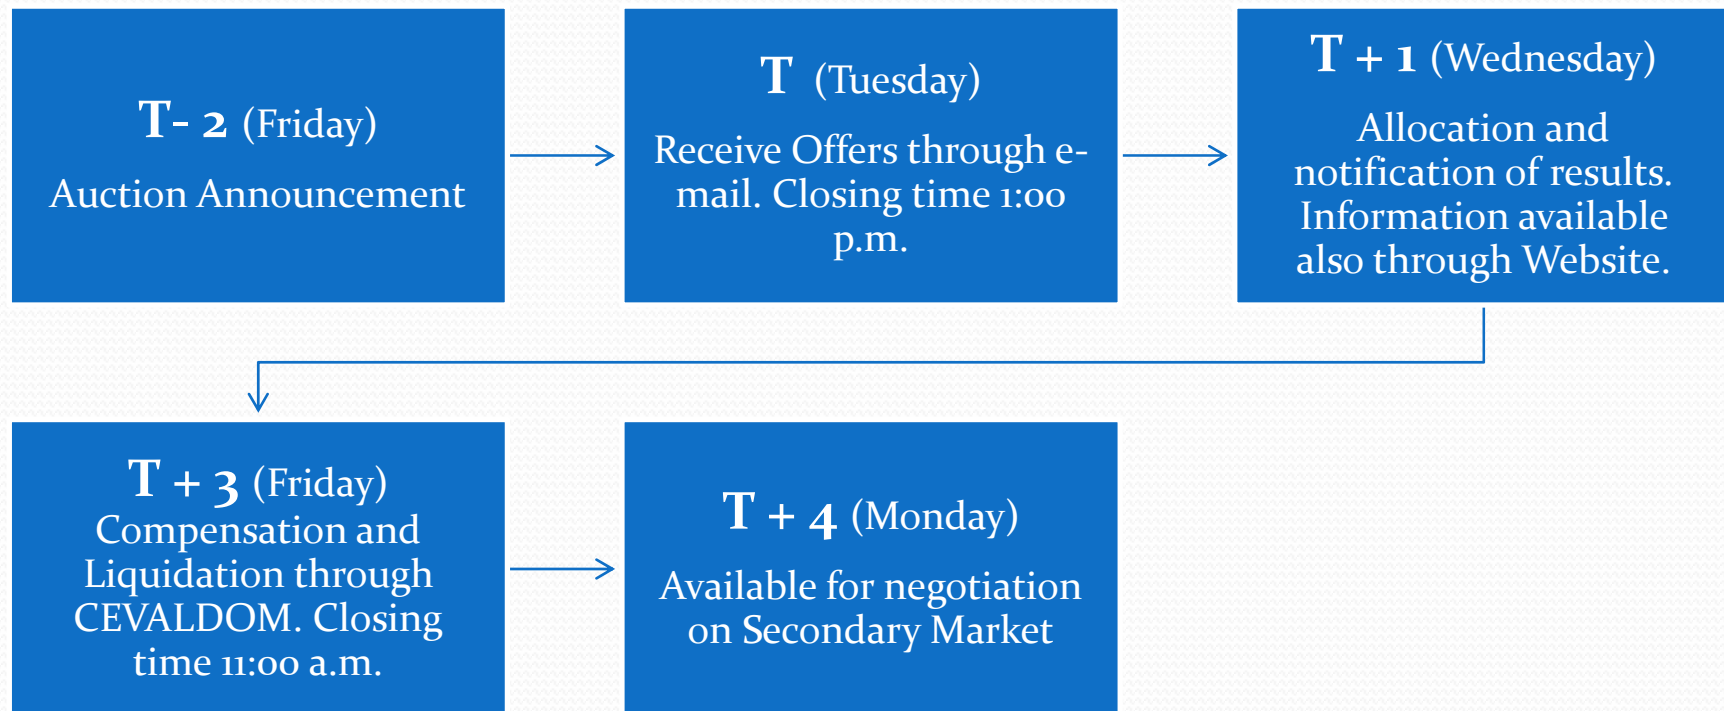 T- 2 (Friday)
Auction Announcement
T (Tuesday)
Receive Offers through e-
mail. Closing time 1:00
p.m.
T + 1 (Wednesday)
Allocation and
notification of results.
Information available
also through Website.
T + 3 (Friday)
Compensation and
Liquidation through
CEVALDOM. Closing
time 11:00 a.m.
T + 4 (Monday)
Available for negotiation
on Secondary Market